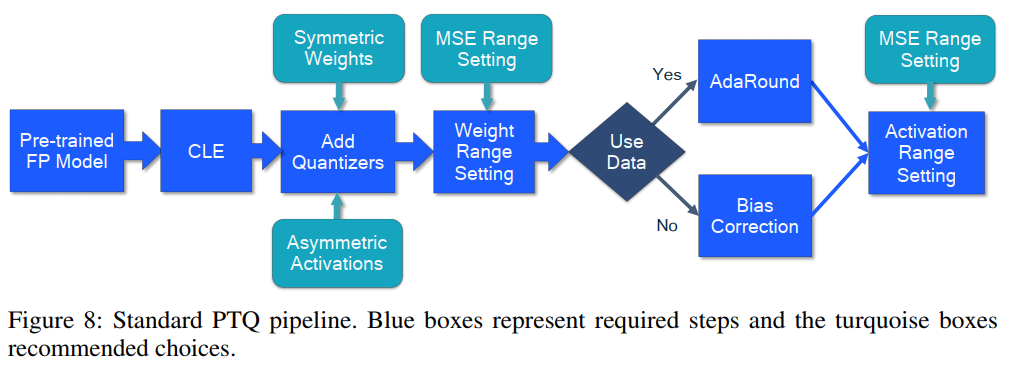 Symmetric
Weights
MSE Range
Setting
MSE Range
Setting
Pre-trained
FP Model
CLE
Add
Quantizers
Weight
Range
Setting
Use
Data
Yes
No
AdaRound
Bias
Correction
Activation
Range
Setting
Asymmetric
Activations
Figure 8: Standard PTQ pipeline. Blue boxes represent required steps and the turquoise boxes
recommended choices.